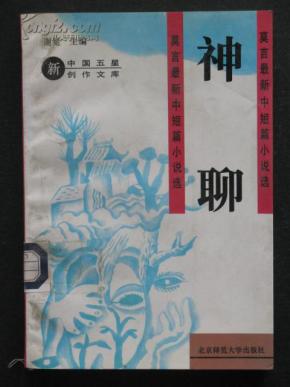 主编
新
中国五星
创作文库
莫言最新中短篇小说选
神聊
莫言最新中短篇小说选
北京师范大学出版社